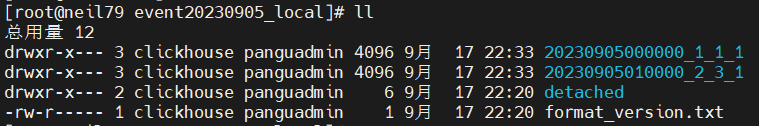 [root@neil79 event20230905_local]# ll
总用量 12
drwxr-x--- 3 clickhouse panguadmin 4096 9月  17 22:33 20230905000000_1_1_1
drwxr-x--- 3 clickhouse panguadmin 4096 9月  17 22:33 20230905010000_2_3_1
drwxr-x--- 2 clickhouse panguadmin    6 9月  17 22:20 detached
-rw-r----- 1 clickhouse panguadmin    1 9月  17 22:20 format_version.txt